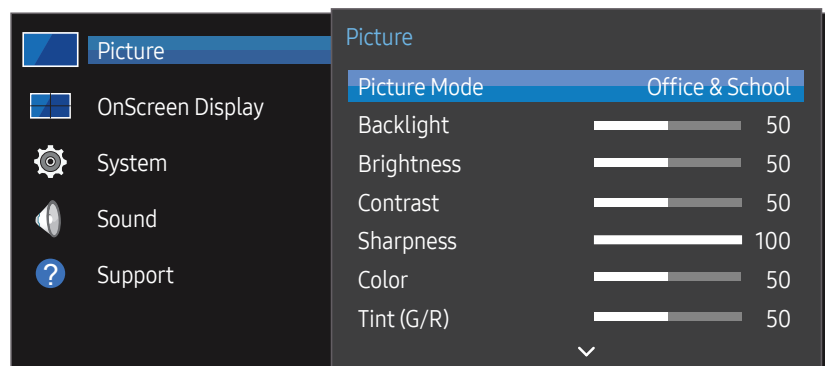 Picture
OnScreen Display
System
Sound
? Support
Picture
Picture Mode Office & School
Backlight 50
Brightness 50
Contrast 50
Sharpness 100
Color 50
Tint (G/R) 50